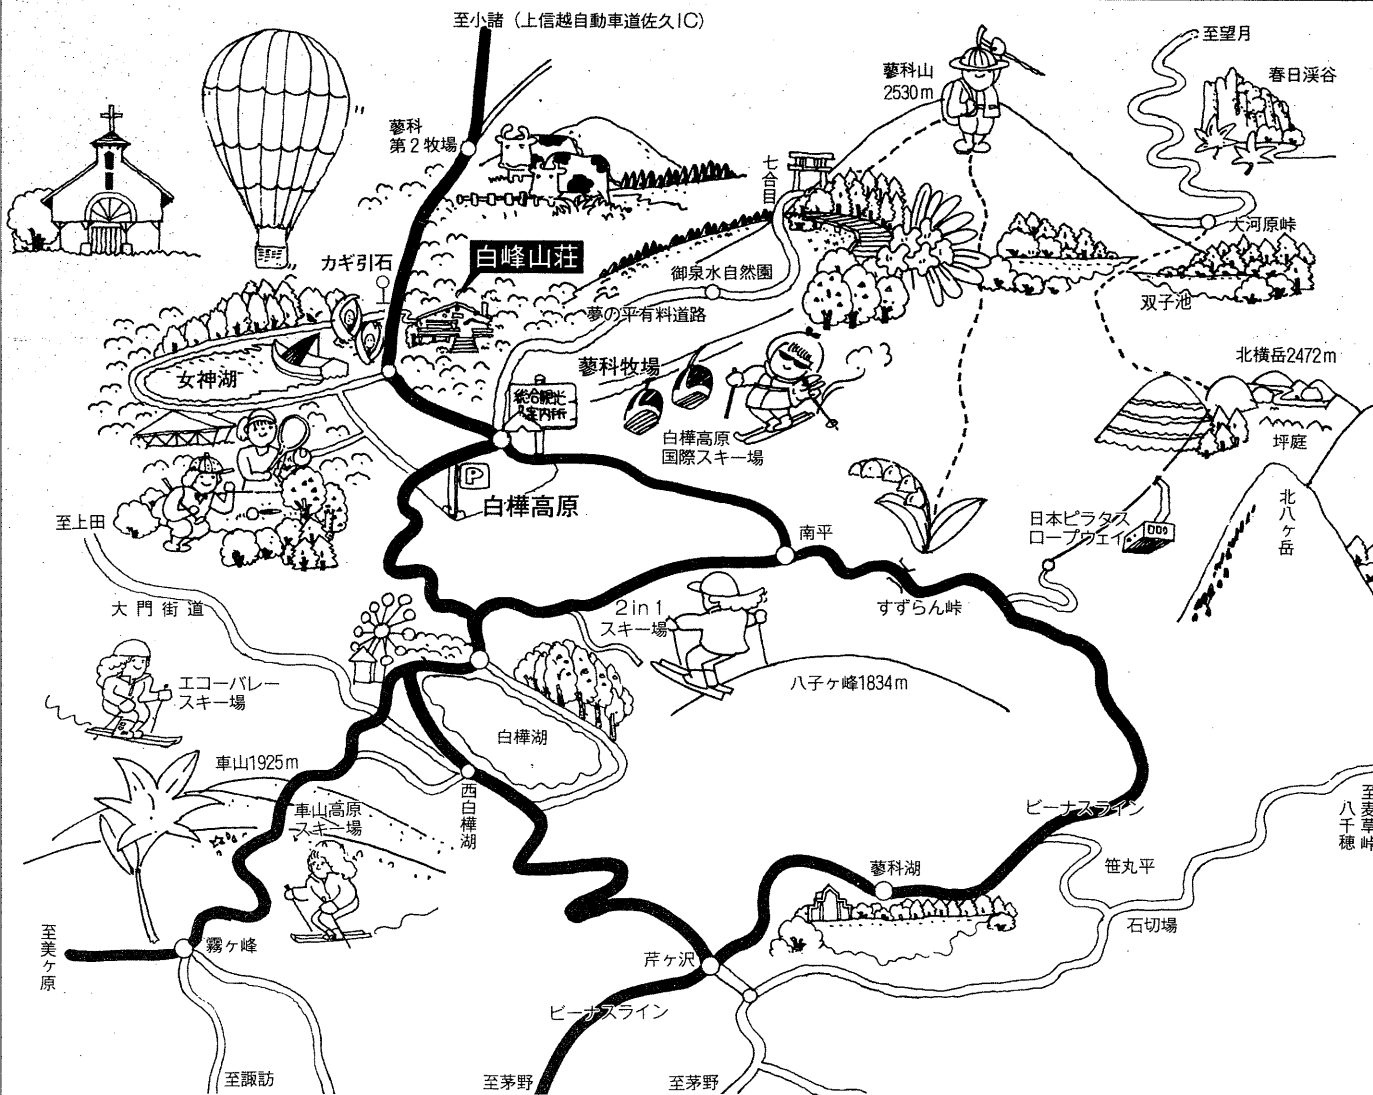 至小諸（上信越自動車道佐久IC）
至望月
春日渓谷
蓼科山
2530m
蓼科
第2牧場
七合目
大河原峠
カギ引石
白峰山荘
御泉水自然園
夢の平有料道路
双子池
女神湖
蓼科牧場
北横岳2472m
総合観光
案内所
白樺高原
国際スキー場
坪庭
P
白樺高原
北八ヶ岳
至上田
日本ピラタス
ロープウェイ
南平
大門街道
2in1
スキー場
すずらん峠
エコーバレー
スキー場
八子ヶ峰1834m
白樺湖
車山1925m
西白樺湖
車山高原
スキー場
ビーナスライン
至麦草峠
八千穂
笹丸平
蓼科湖
石切場
至美ヶ原
霧ヶ峰
芹ヶ沢
ビーナスライン
至諏訪
至茅野
至茅野